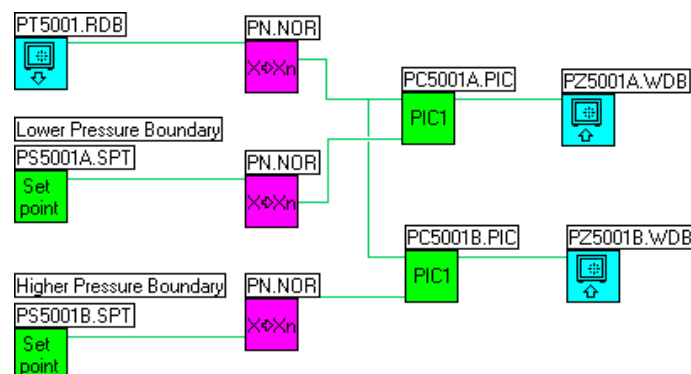 PT5001.RDB
PN.NOR
X⇨Xn
PC5001A.PIC
PZ5001A.WDB
PIC1
Lower Pressure Boundary
PS5001A.SPT
PN.NOR
Set
point
X⇨Xn
PC5001B.PIC
PZ5001B.WDB
PIC1
Higher Pressure Boundary
PN.NOR
PS5001B.SPT
X⇨Xn
Set
point